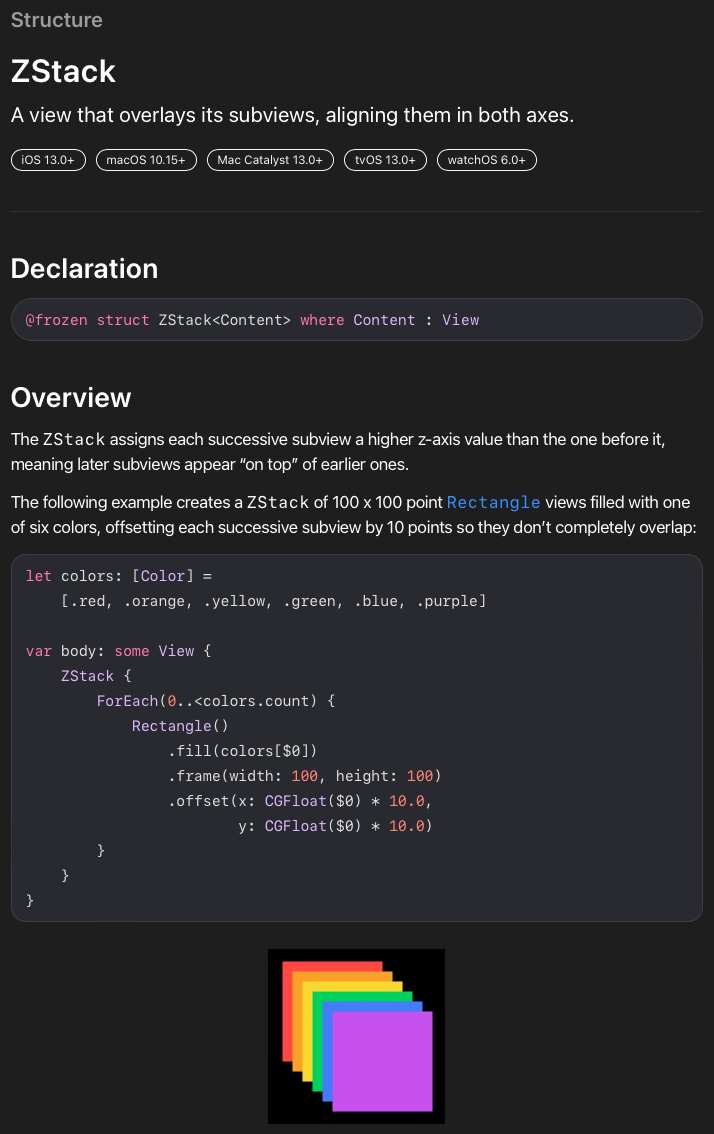 Structure
ZStack
A view that overlays its subviews, aligning them in both axes.
iOS 13.0+ macOS 10.15+ Mac Catalyst 13.0+ tvOS 13.0+ watchOS 6.0+
Declaration
@frozen struct ZStack<Content> where Content : View
Overview
The ZStack assigns each successive subview a higher z-axis value than the one before it,
meaning later subviews appear “on top” of earlier ones.
The following example creates a ZStack of 100 x 100 point Rectangle views filled with one
of six colors, offsetting each successive subview by 10 points so they don’t completely overlap:
let colors: [Color] =
    [.red, .orange, .yellow, .green, .blue, .purple]

var body: some View {
    ZStack {
        ForEach(0..<colors.count) {
            Rectangle()
                .fill(colors[$0])
                .frame(width: 100, height: 100)
                .offset(x: CGFloat($0) * 10.0,
                        y: CGFloat($0) * 10.0)
        }
    }
}